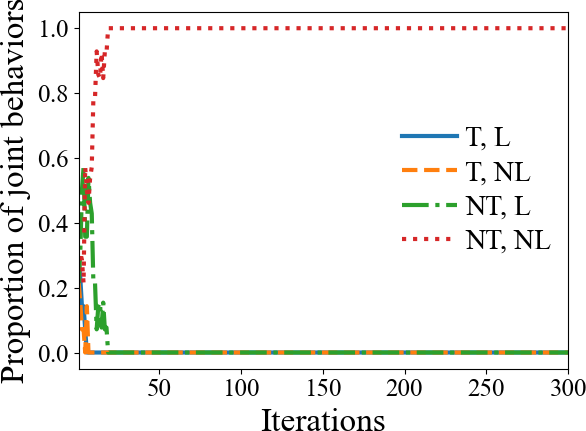 Proportion of joint behaviors
1.0
0.8
0.6
0.4
0.2
0.0
T, L
T, NL
NT, L
NT, NL
50
100
150
200
250
300
Iterations